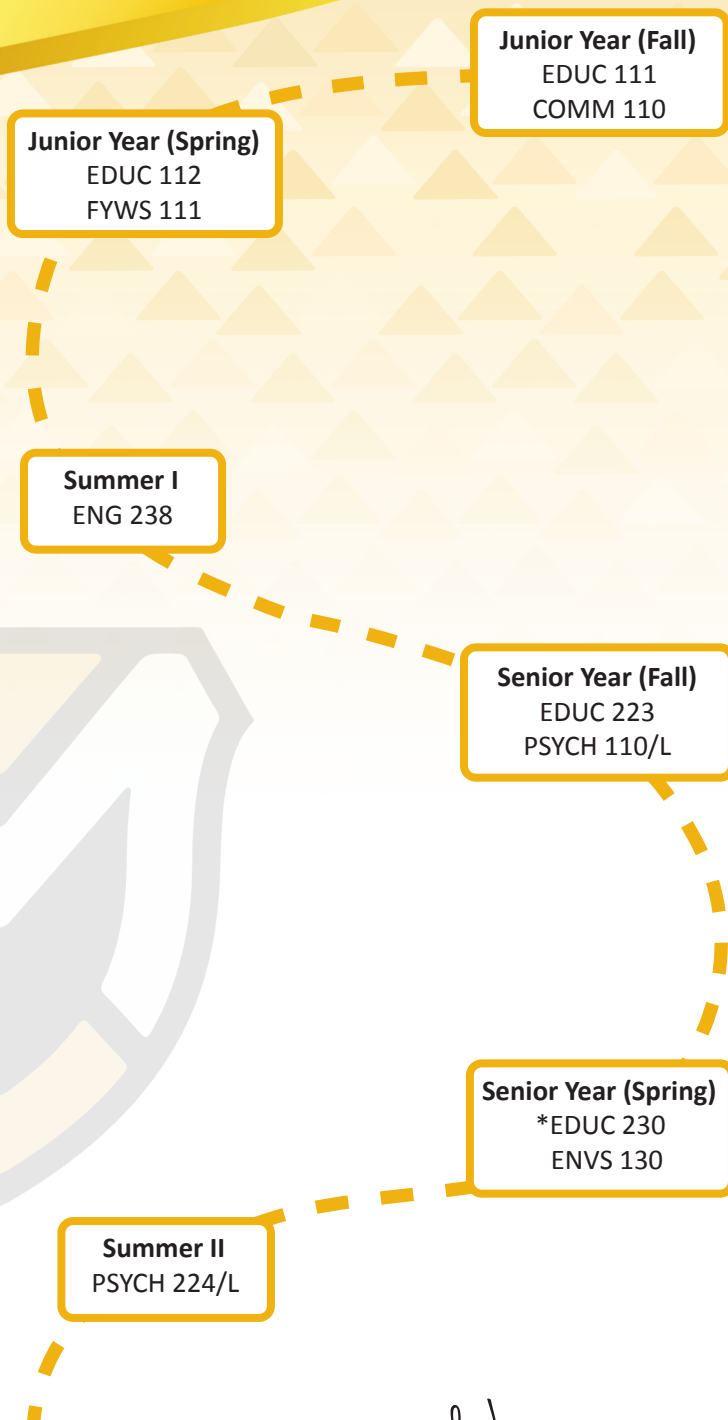 Junior Year (Fall)
EDUC 111
COMM 110
Junior Year (Spring)
EDUC 112
FYWS 111
Summer I
ENG 238
Senior Year (Fall)
EDUC 223
PSYCH 110/L
Senior Year (Spring)
*EDUC 230
ENVS 130
Summer II
PSYCH 224/L